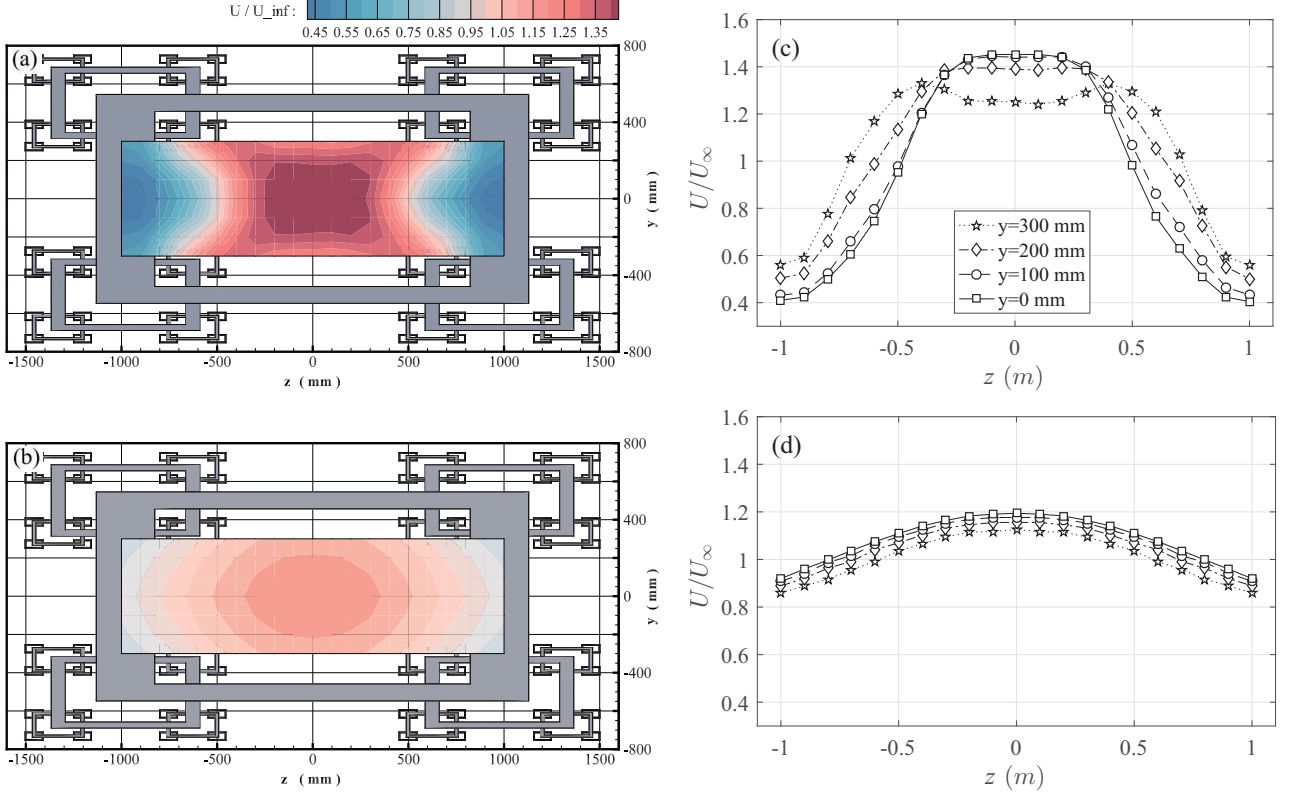 U / U_inf :
0.45 0.55 0.65 0.75 0.85 0.95 1.05 1.15 1.25 1.35
(a)
800
400
0
-400
-800
y ( mm )
-1500 -1000 -500 0 500 1000 1500
z ( mm )
(b)
800
400
0
-400
-800
y ( mm )
-1500 -1000 -500 0 500 1000 1500
z ( mm )
(c)
1.6
1.4
1.2
1
0.8
0.6
0.4
U/U∞
y=300 mm
y=200 mm
y=100 mm
y=0 mm
-1 -0.5 0 0.5 1
z (m)
(d)
1.6
1.4
1.2
1
0.8
0.6
0.4
U/U∞
-1 -0.5 0 0.5 1
z (m)